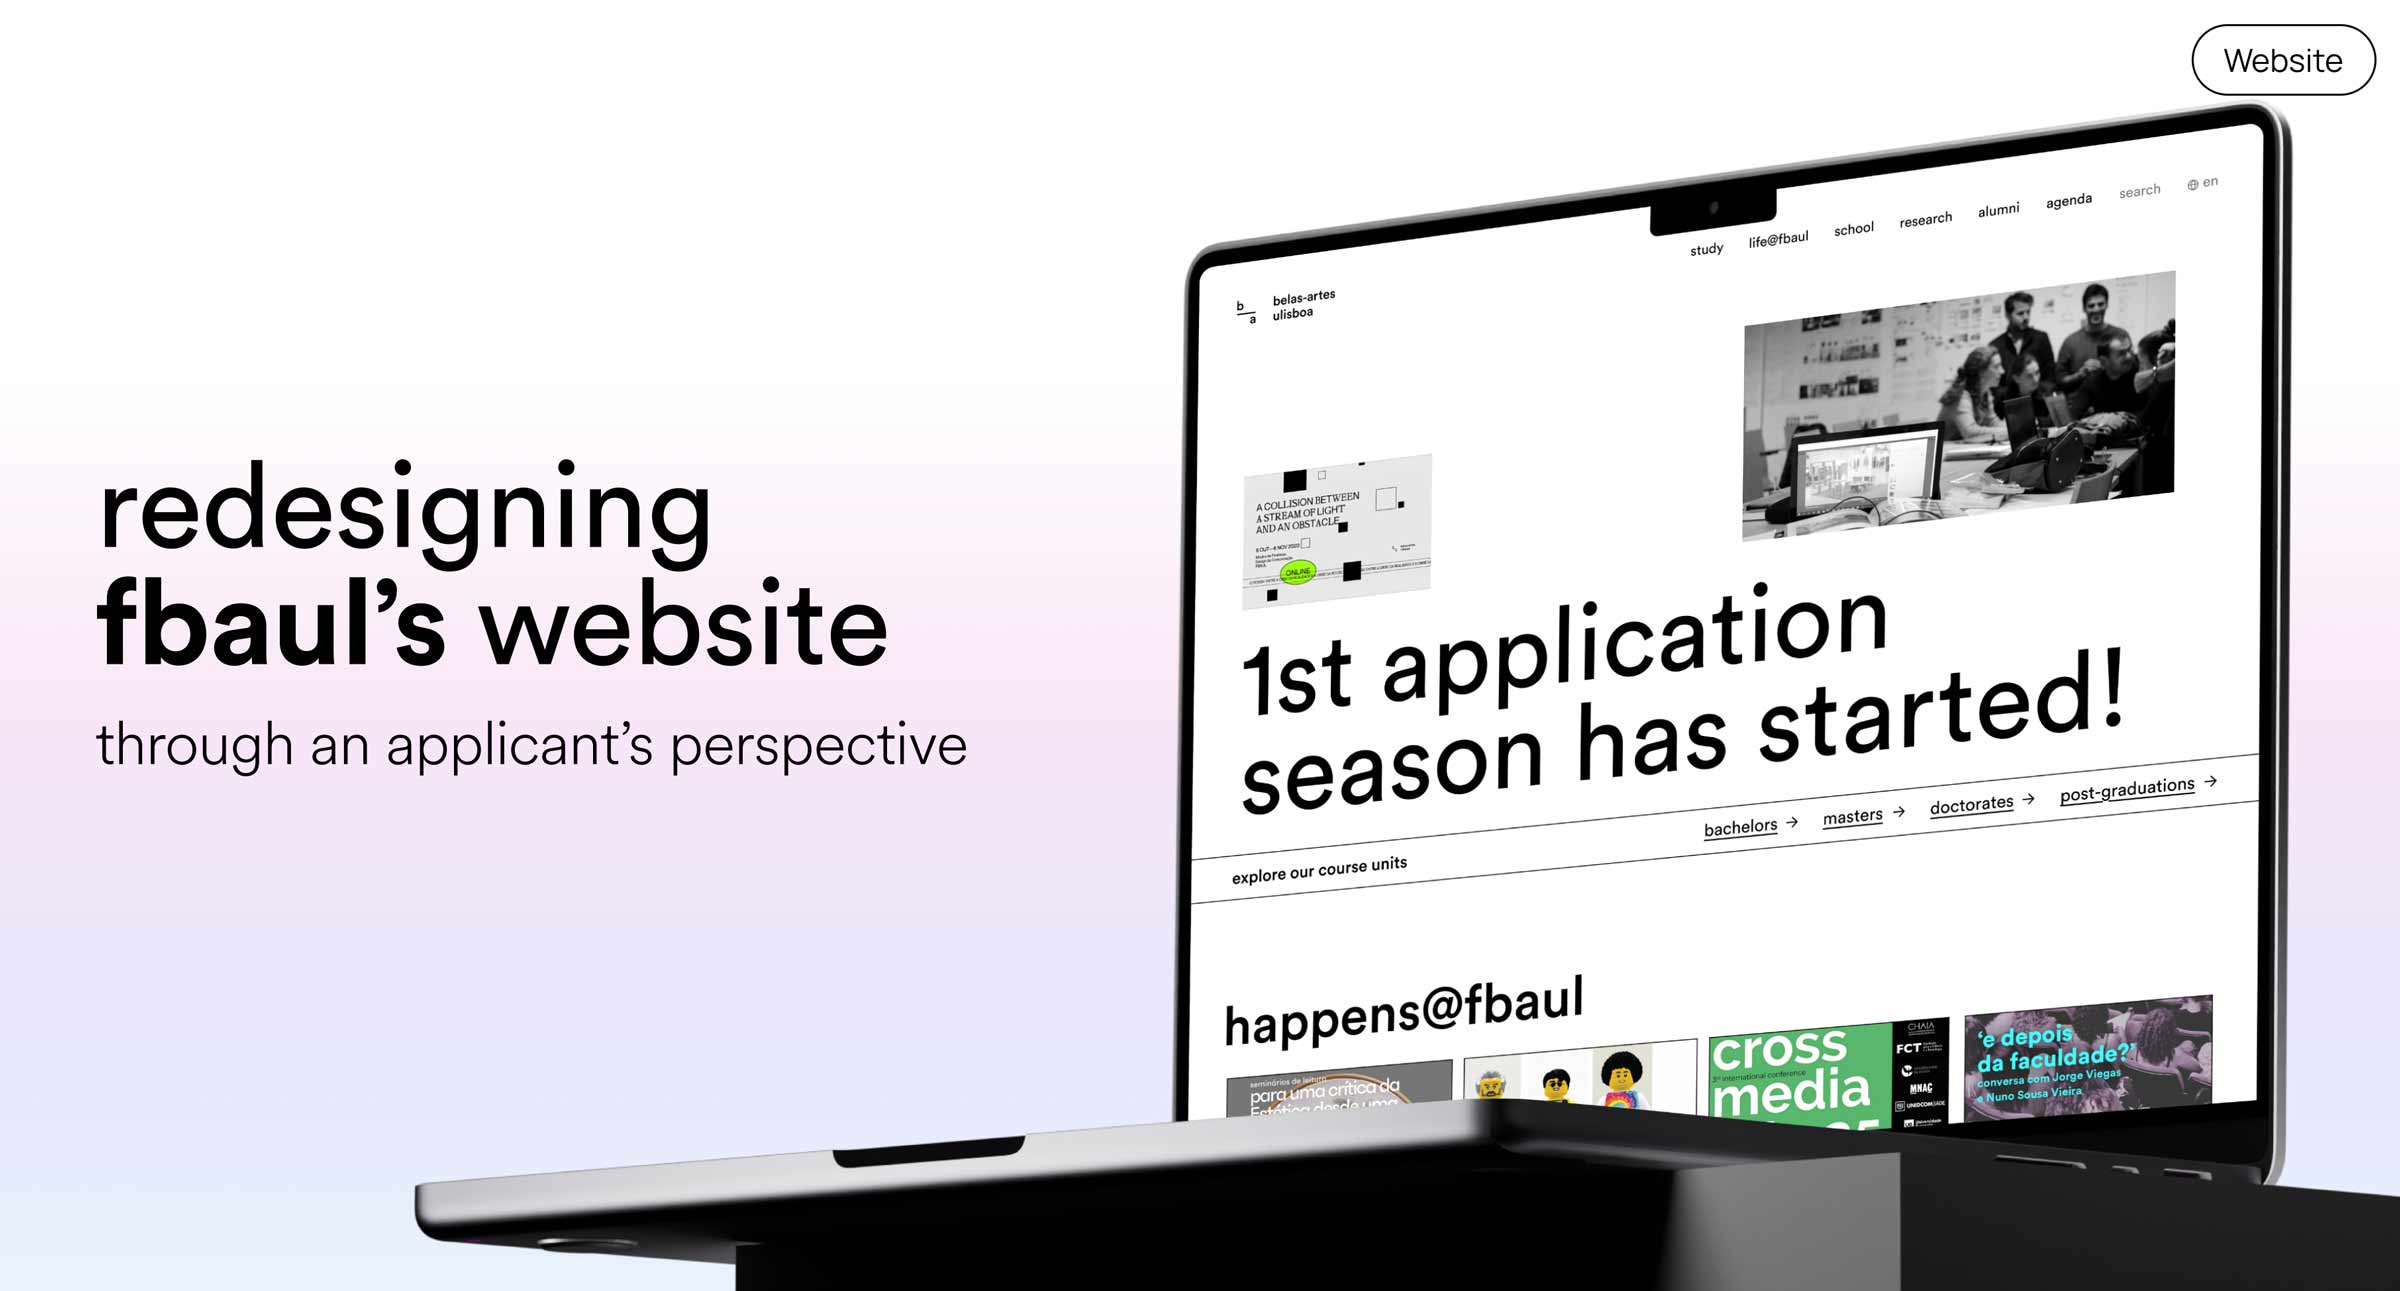 Website
redesigning
fbaul’s website
through an applicant’s perspective
study life@fbaul school research alumni agenda search en
b
a
belas-artes
ulisboa
A COLLISION BETWEEN
A STREAM OF LIGHT
AND AN OBSTACLE
ONLINE
1st application
season has started!
explore our course units
bachelors → masters → doctorates → post-graduations →
happens@fbaul
seminários de leitura
para uma crítica da
Estética desde uma
cross
3rd international conference
media
CHAIA
FCT
MNAC
‘e depois
da faculdade?’
conversa com Jorge Viegas
e Nuno Sousa Vieira